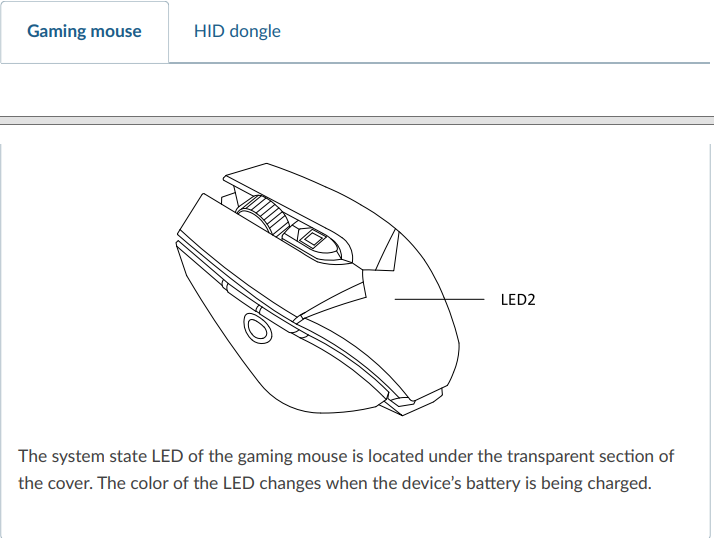 Gaming mouse
HID dongle
LED2
The system state LED of the gaming mouse is located under the transparent section of
the cover. The color of the LED changes when the device’s battery is being charged.